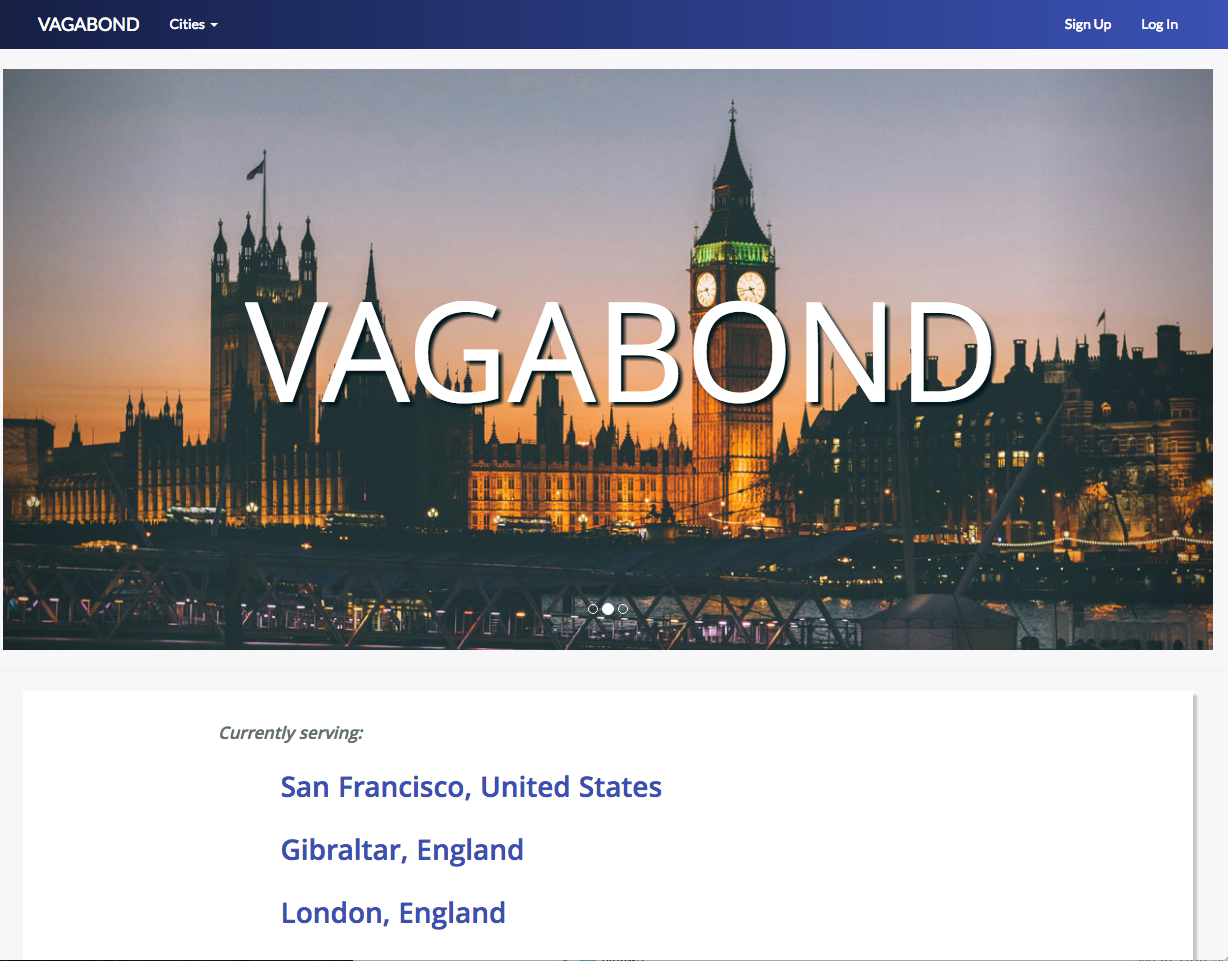 VAGABOND Cities Sign Up Log In
VAGABOND
Currently serving:
San Francisco, United States
Gibraltar, England
London, England